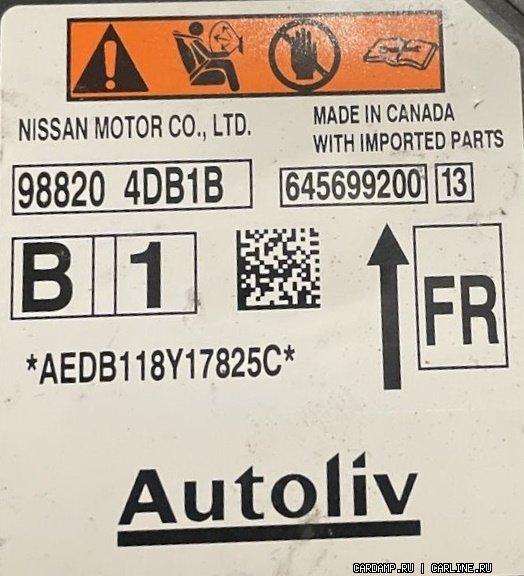 NISSAN MOTOR CO., LTD.
MADE IN CANADA
WITH IMPORTED PARTS
98820 4DB1B
645699200 13
B 1
FR
*AEDB118Y17825C*
Autoliv
CARDAMP.RU | CARLINE.RU